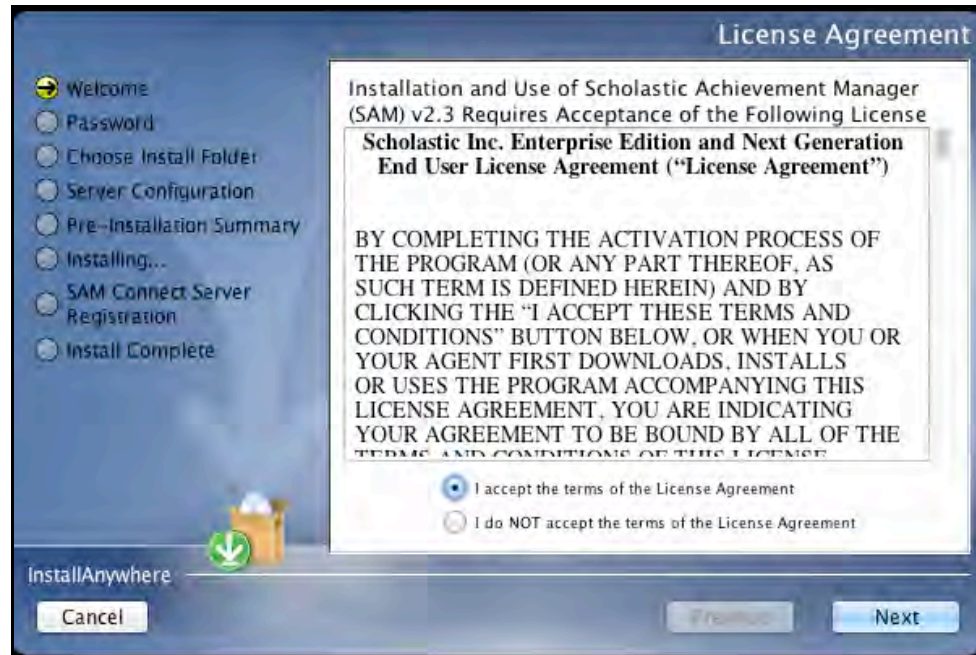 License Agreement
Welcome
Password
Choose Install Folder
Server Configuration
Pre-Installation Summary
Installing...
SAM Connect Server
Registration
Install Complete
Installation and Use of Scholastic Achievement Manager
(SAM) v2.3 Requires Acceptance of the Following License
Scholastic Inc. Enterprise Edition and Next Generation
End User License Agreement (“License Agreement”)
BY COMPLETING THE ACTIVATION PROCESS OF
THE PROGRAM (OR ANY PART THEREOF, AS
SUCH TERM IS DEFINED HEREIN) AND BY
CLICKING THE “I ACCEPT THESE TERMS AND
CONDITIONS” BUTTON BELOW, OR WHEN YOU OR
YOUR AGENT FIRST DOWNLOADS, INSTALLS
OR USES THE PROGRAM ACCOMPANYING THIS
LICENSE AGREEMENT, YOU ARE INDICATING
YOUR AGREEMENT TO BE BOUND BY ALL OF THE
TERMS AND CONDITIONS OF THIS LICENSE
I accept the terms of the License Agreement
I do NOT accept the terms of the License Agreement
InstallAnywhere
Cancel
Previous
Next